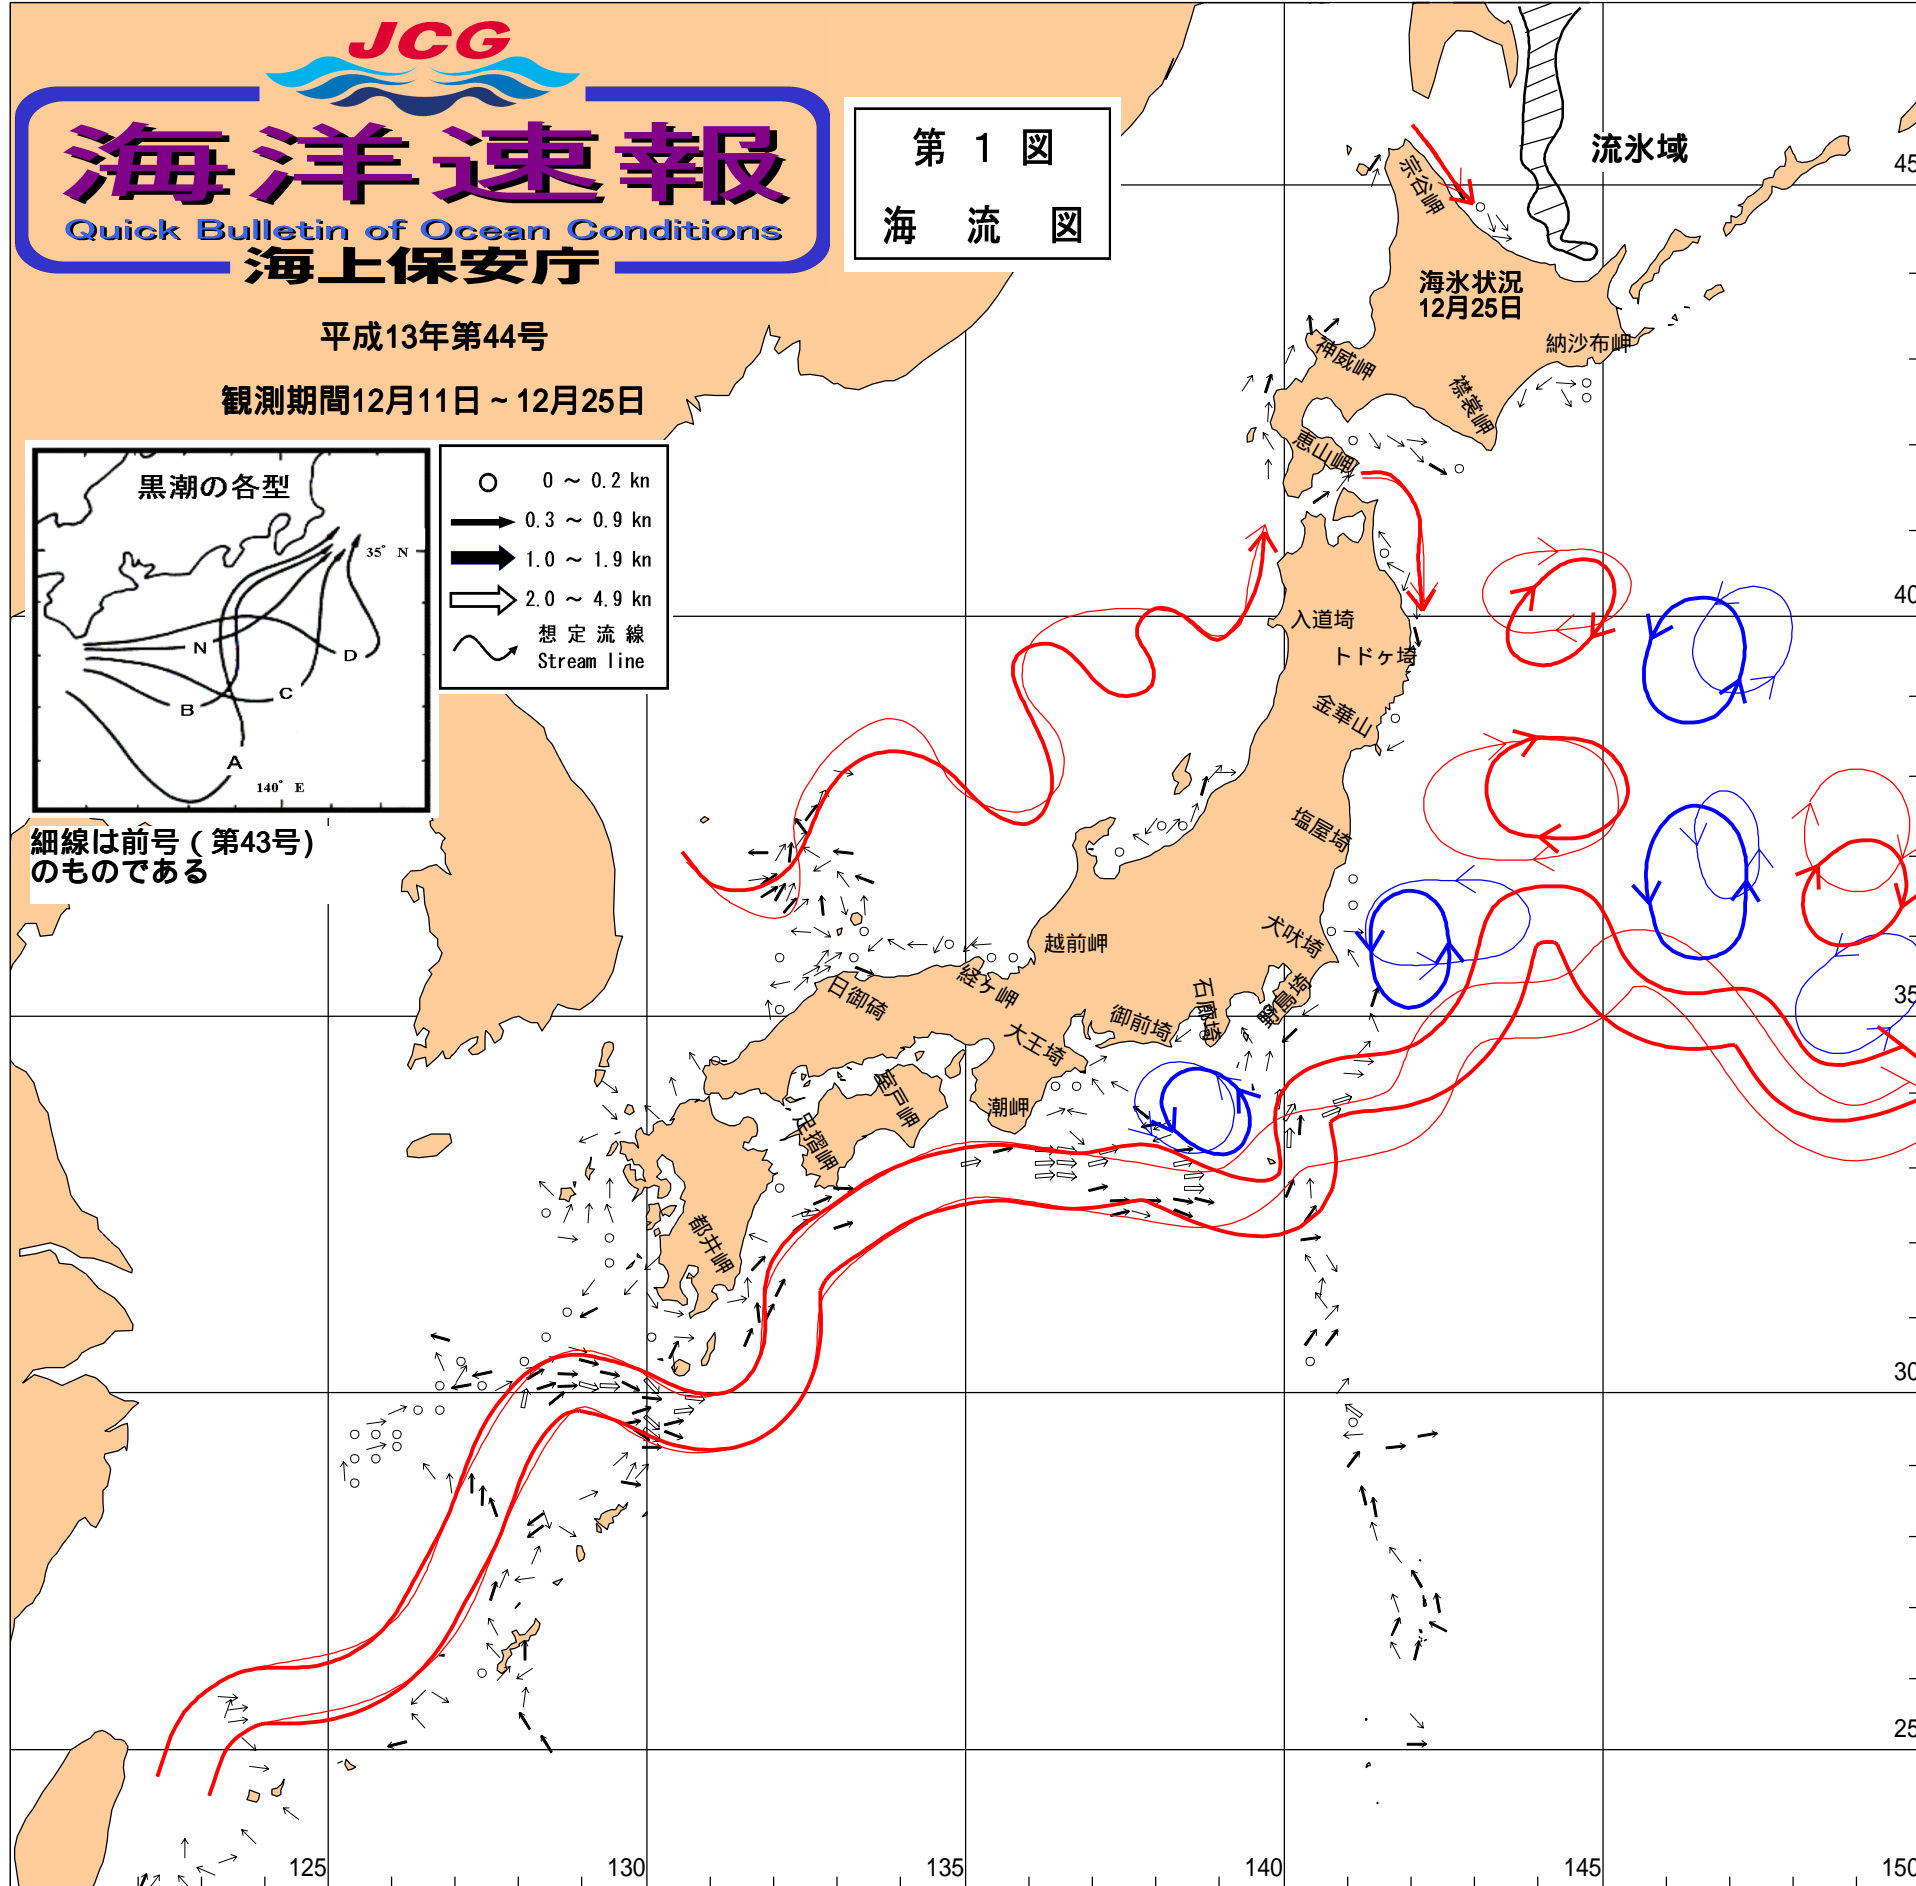 JCG
海洋速報
Quick Bulletin of Ocean Conditions
海上保安庁
平成13年第44号
観測期間12月11日~12月25日
第1図
海流図
黒潮の各型
35° N
N
D
B
C
A
140° E
0 ~ 0.2 kn
0.3 ~ 0.9 kn
1.0 ~ 1.9 kn
2.0 ~ 4.9 kn
想定流線
Stream line
細線は前号(第43号)
のものである
流氷域
宗谷岬
海氷状況
12月25日
納沙布岬
神威岬
襟裳岬
恵山岬
入道埼
トドヶ埼
金華山
塩屋埼
犬吠埼
越前岬
経ヶ岬
日御碕
石廊埼
野島埼
御前埼
大王埼
潮岬
室戸岬
足摺岬
都井岬
45
40
35
30
25
125
130
135
140
145
150